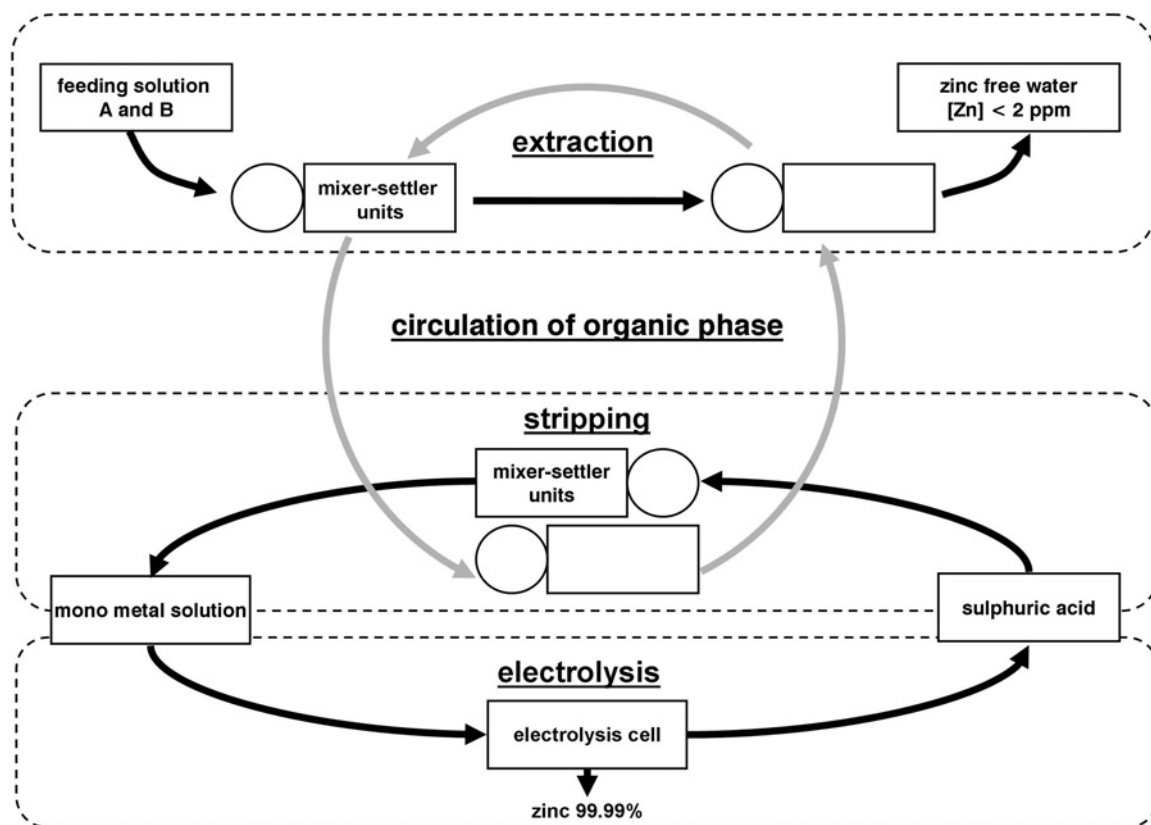 feeding solution
A and B
zinc free water
[Zn] < 2 ppm
extraction
mixer-settler
units
circulation of organic phase
stripping
mixer-settler
units
mono metal solution
sulphuric acid
electrolysis
electrolysis cell
zinc 99.99%